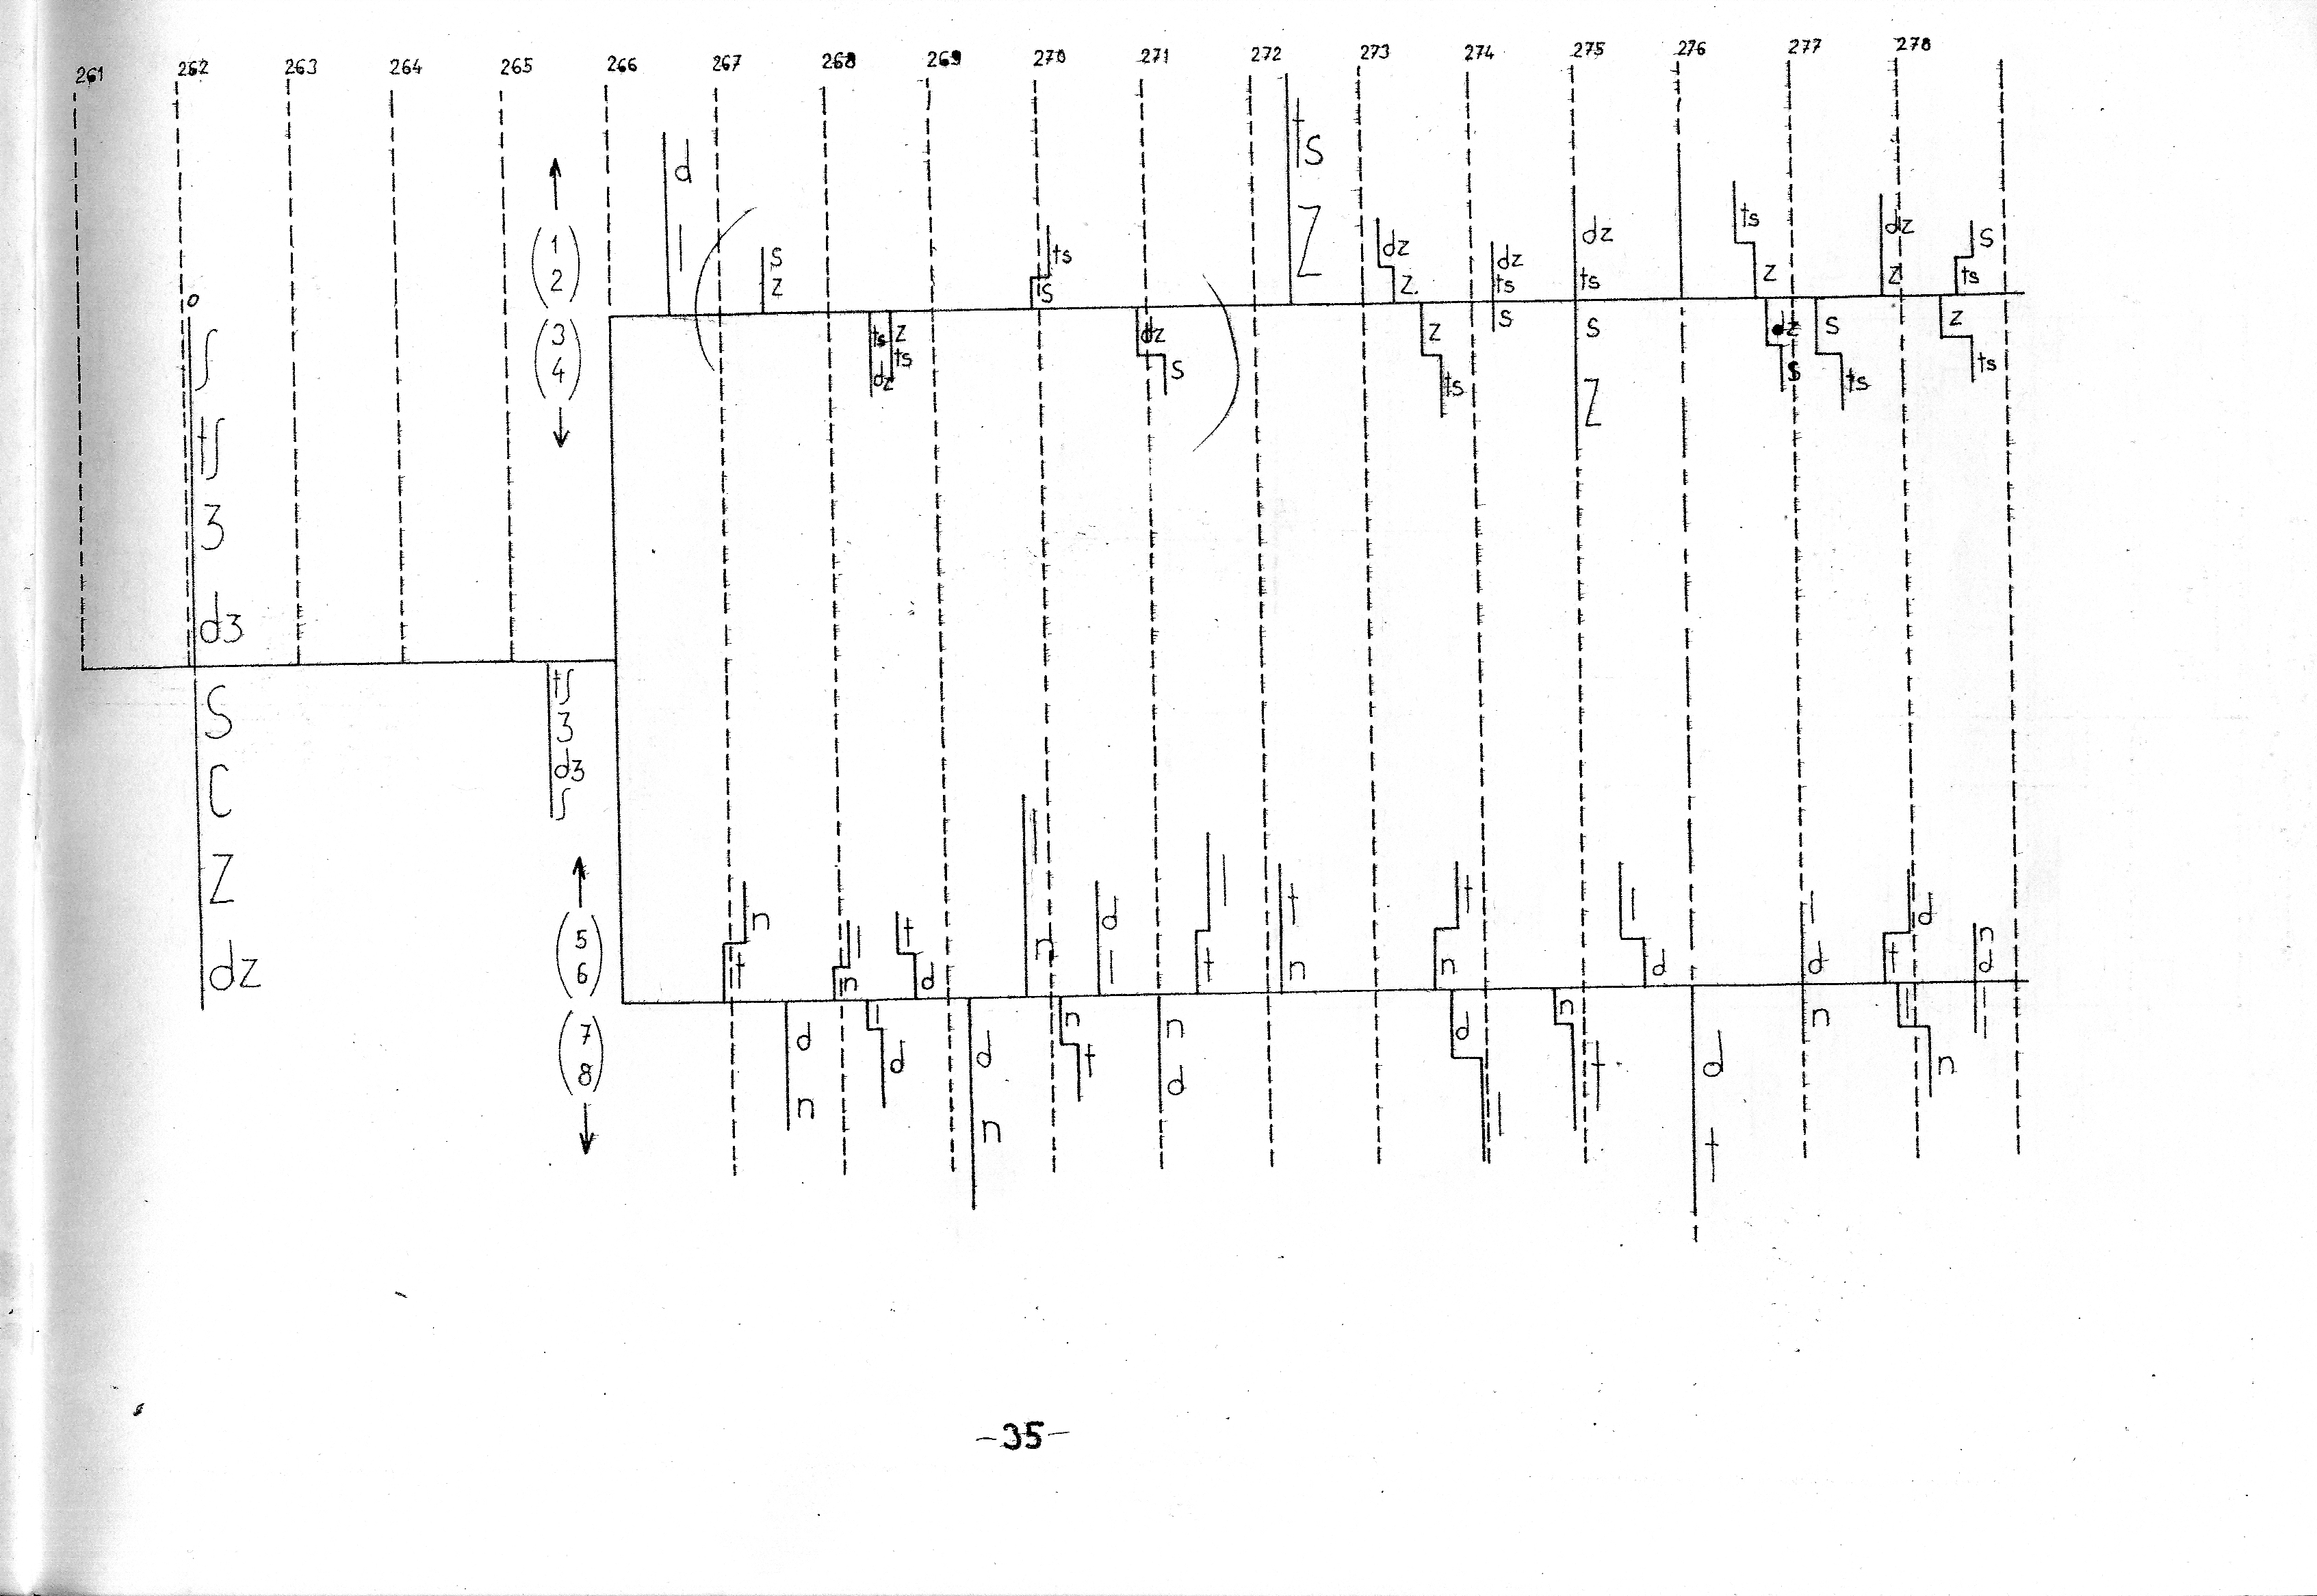 261 262 263 264 265 266 267 268 269 270 271 272 273 274 275 276 277 278
o
ʃ
tʃ
ʒ
dʒ
S
C
Z
dz
tʃ
ʒ
dʒ
ʃ
(1 2)
(3 4)
d l
s z
ts s
ts z
dz z
dz ts
dz ts
ts z
dz z
s ts
ts dz
z ts
dz s
z ts
s
s z
dz s
s ts
z ts
(5 6)
(7 8)
n t
l n
t d
l n
d l
l t
t n
t n
l d
l d
d t
n d
d n
l d
d n
n t
n d
d l
n t
d t
n
l n
l
-35-